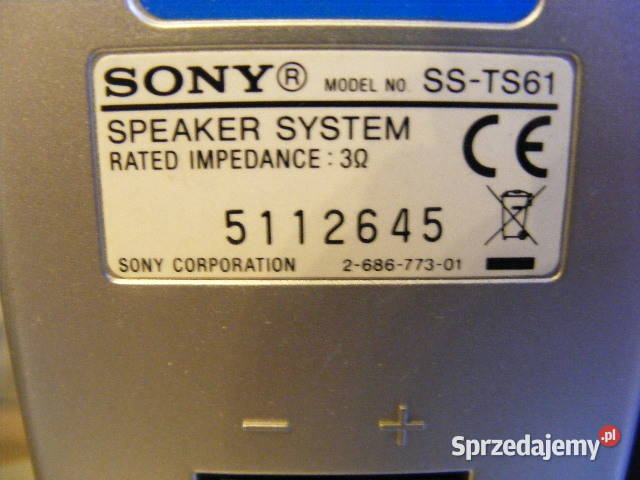 SONY® MODEL NO. SS-TS61
SPEAKER SYSTEM
RATED IMPEDANCE : 3Ω
CE
5112645
SONY CORPORATION 2-686-773-01
− +
Sprzedajemy.pl